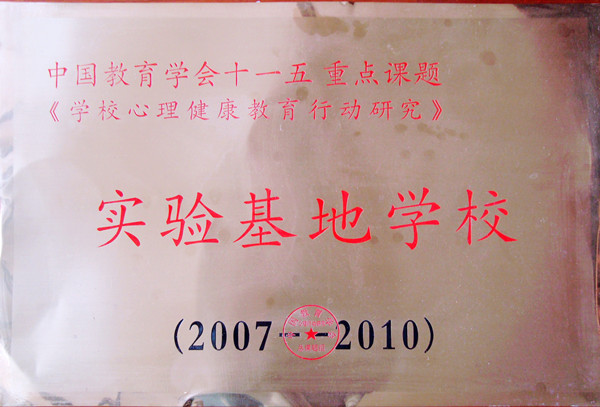 中国教育学会十一五 重点课题
《学校心理健康教育行动研究》
实验基地学校
(2007——2010)